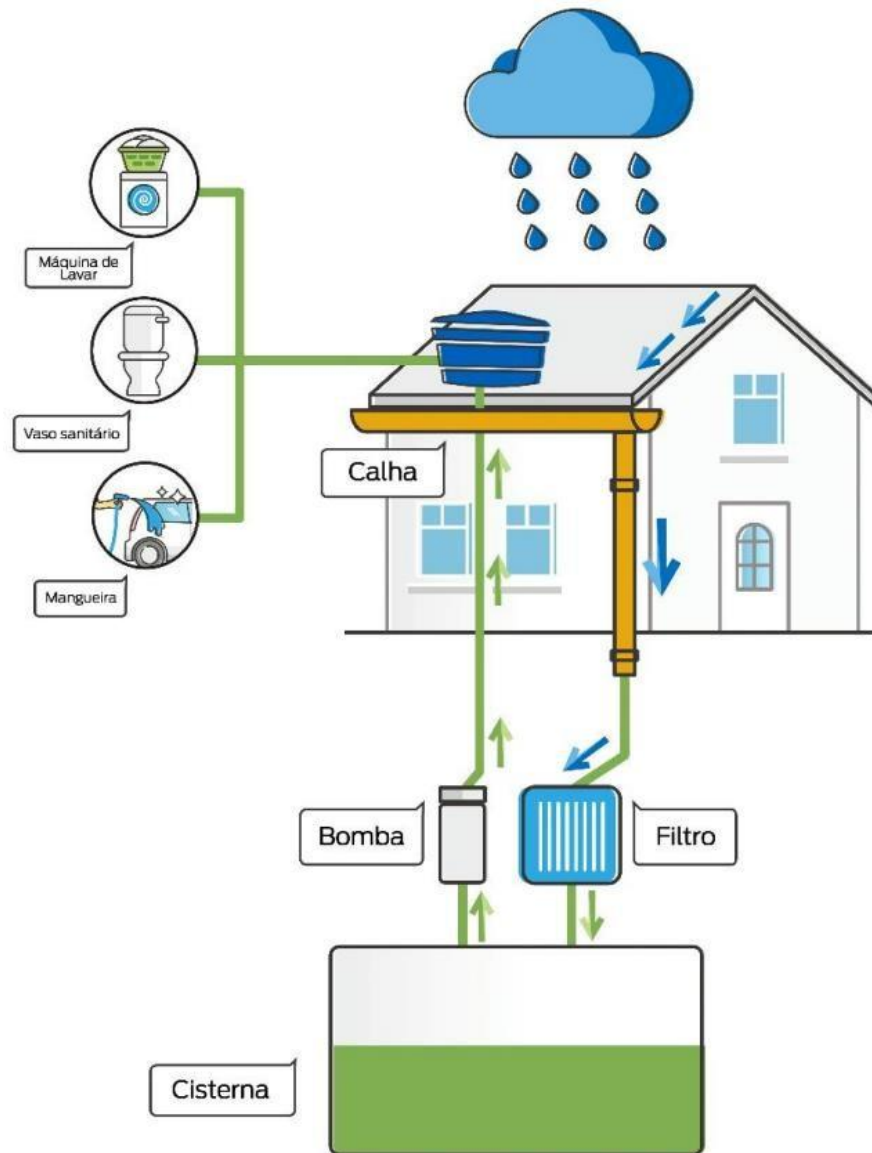 Máquina de
Lavar
Vaso sanitário
Calha
Mangueira
Bomba
Filtro
Cisterna